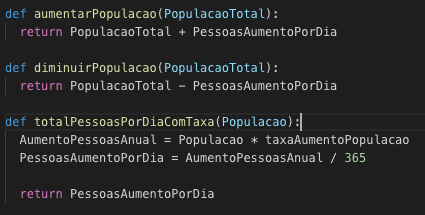 def aumentarPopulacao(PopulacaoTotal):
  return PopulacaoTotal + PessoasAumentoPorDia

def diminuirPopulacao(PopulacaoTotal):
  return PopulacaoTotal - PessoasAumentoPorDia

def totalPessoasPorDiaComTaxa(Populacao):
  AumentoPessoasAnual = Populacao * taxaAumentoPopulacao
  PessoasAumentoPorDia = AumentoPessoasAnual / 365

  return PessoasAumentoPorDia